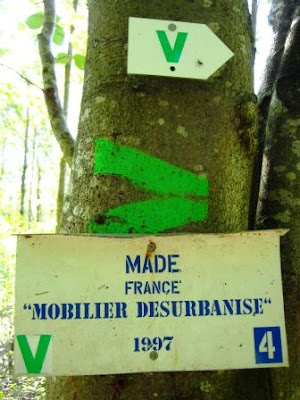 V
MADE
FRANCE
"MOBILIER DESURBANISE"
1997
V
4